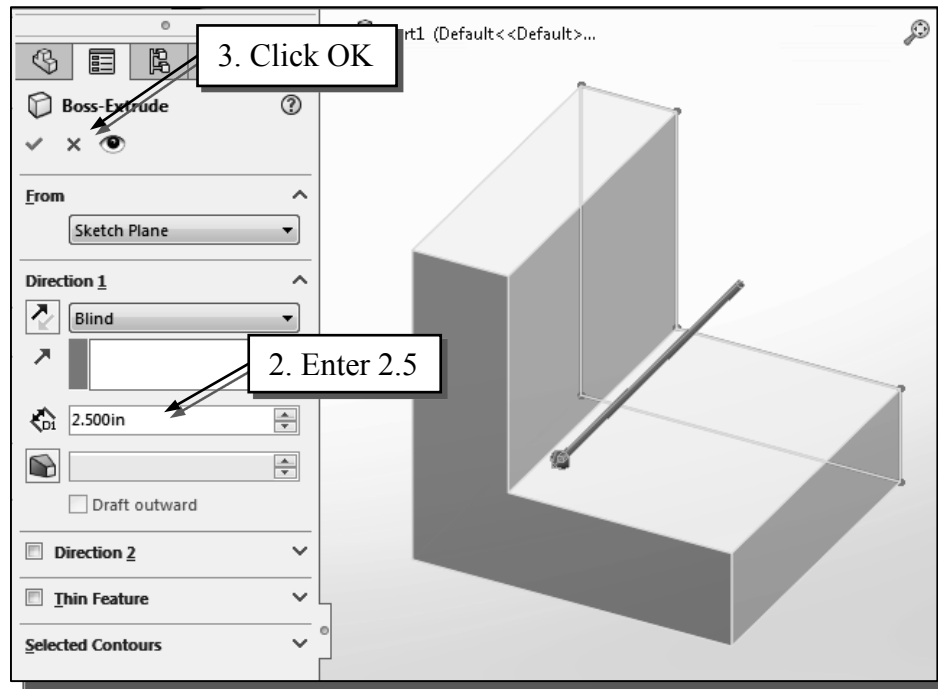 rt1 (Default<<Default>...
3. Click OK
Boss-Extrude
From
Sketch Plane
Direction 1
Blind
2. Enter 2.5
D1
2.500in
Draft outward
Direction 2
Thin Feature
Selected Contours